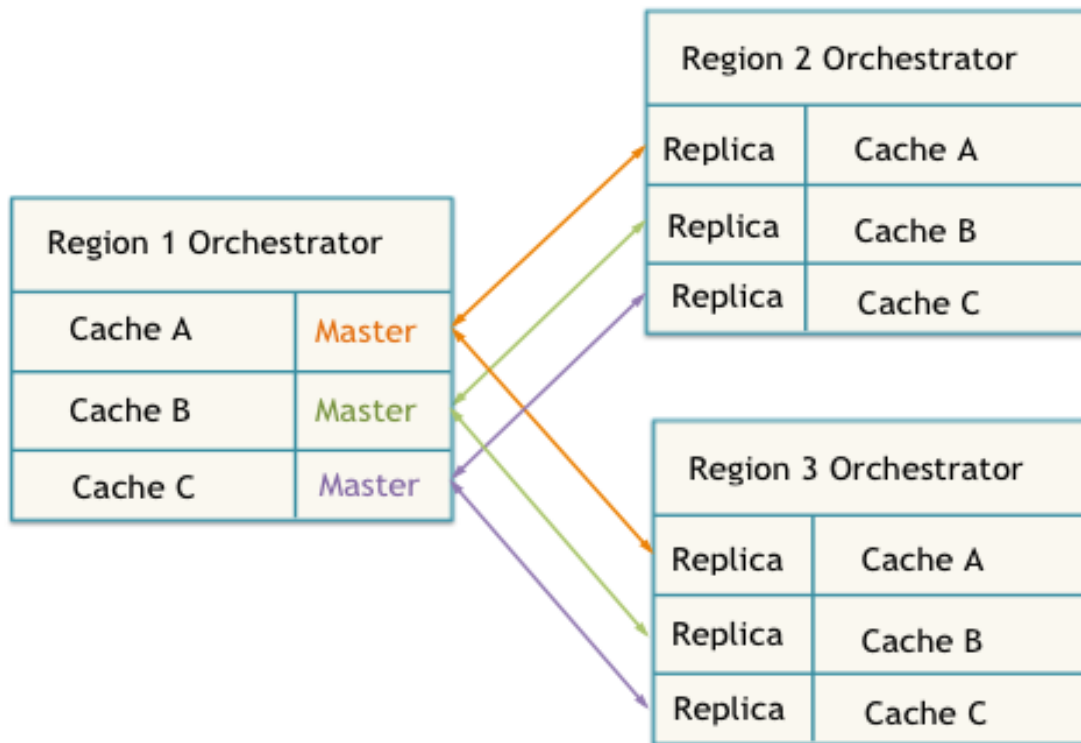 Region 1 Orchestrator
Cache A Master
Cache B Master
Cache C Master
Region 2 Orchestrator
Replica Cache A
Replica Cache B
Replica Cache C
Region 3 Orchestrator
Replica Cache A
Replica Cache B
Replica Cache C